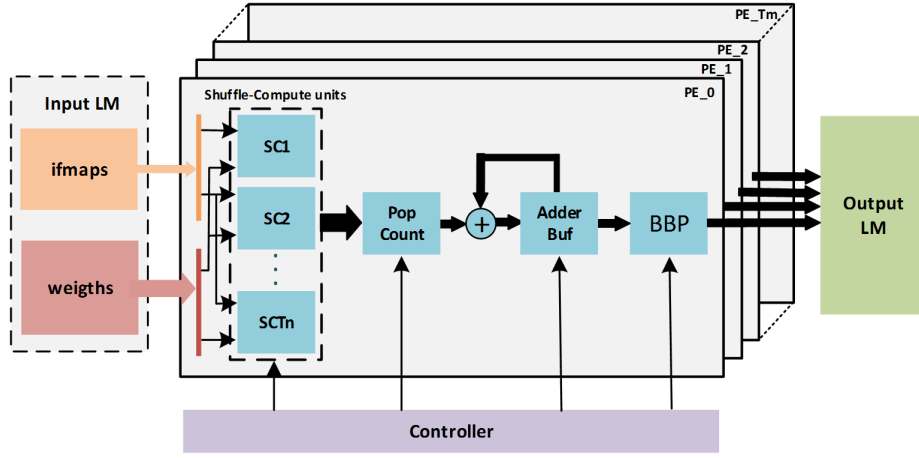 PE_Tm
PE_2
PE_1
PE_0
Input LM
Shuffle-Compute units
ifmaps
weigths
SC1
SC2
SCTn
Pop
Count
+
Adder
Buf
BBP
Output
LM
Controller